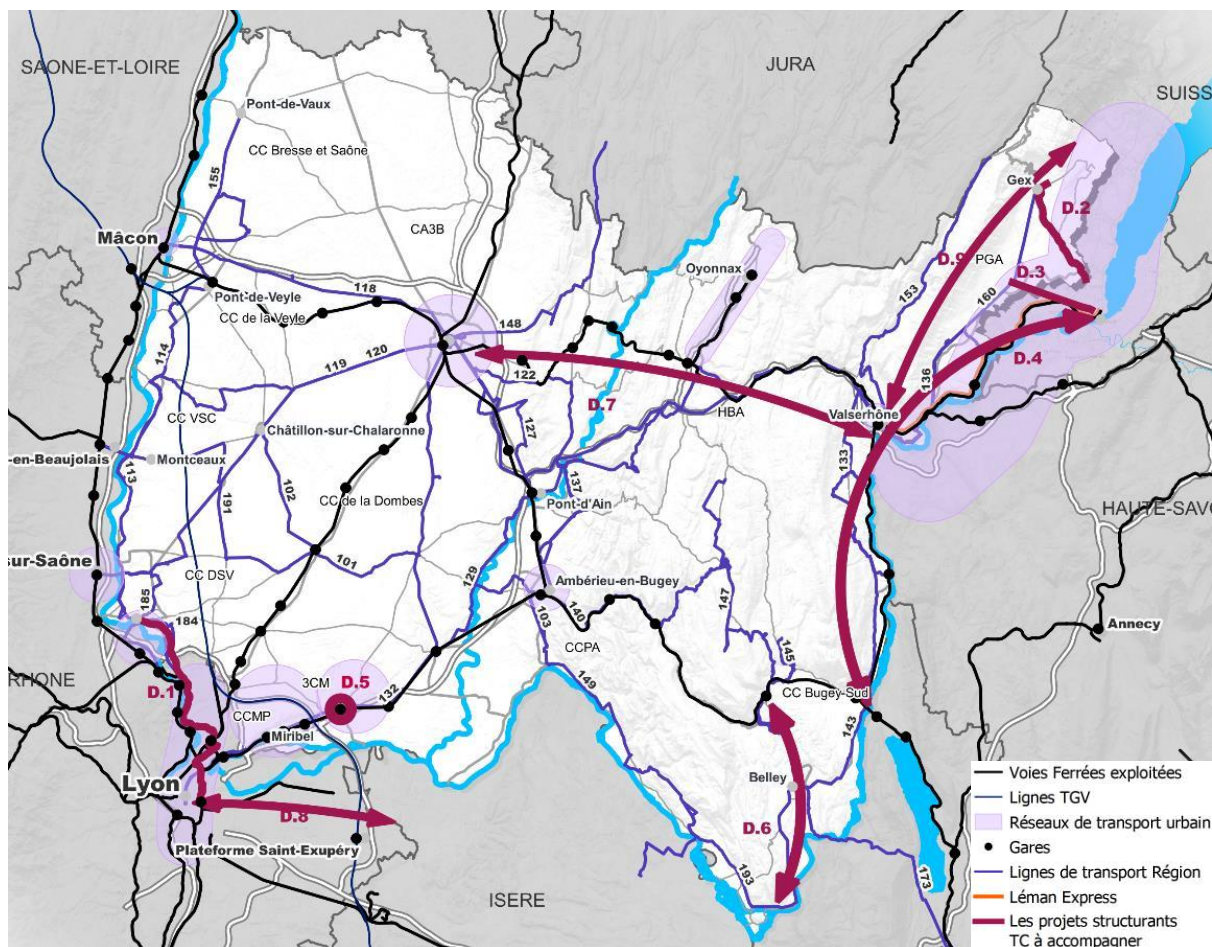 SAONE-ET-LOIRE
JURA
SUISS
Pont-de-Vaux
CC Bresse et Saône
155
Gex
D.2
CA3B
Mâcon
Oyonnax
D.9
PGA
D.3
153
160
118
Pont-de-Veyle
CC de la Veyle
148
114
119
120
122
D.4
136
D.7
HBA
Valserhône
CC VSC
Châtillon-sur-Chalaronne
127
133
-en-Beaujolais
Montceaux
113
102
191
CC de la Dombes
137
Pont-d'Ain
HAUTE-SAVO
sur-Saône
CC DSV
101
129
Ambérieu-en-Bugey
185
184
103
140
147
Annecy
CCPA
145
RHONE
D.1
3CM
D.5
132
149
CC Bugey-Sud
143
CCMP
Miribel
Lyon
Belley
D.8
D.6
Plateforme Saint-Exupéry
193
173
ISERE
Voies Ferrées exploitées
Lignes TGV
Réseaux de transport urbain
Gares
Lignes de transport Région
Léman Express
Les projets structurants
TC à accompagner